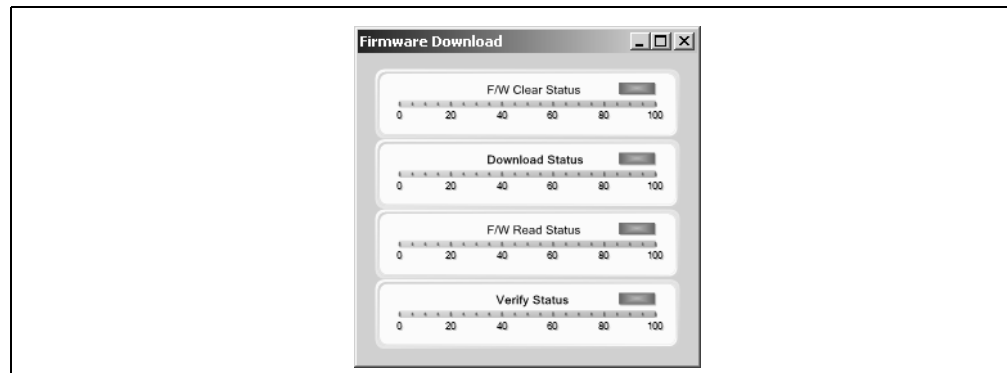 Firmware Download
F/W Clear Status
0 20 40 60 80 100
Download Status
0 20 40 60 80 100
F/W Read Status
0 20 40 60 80 100
Verify Status
0 20 40 60 80 100